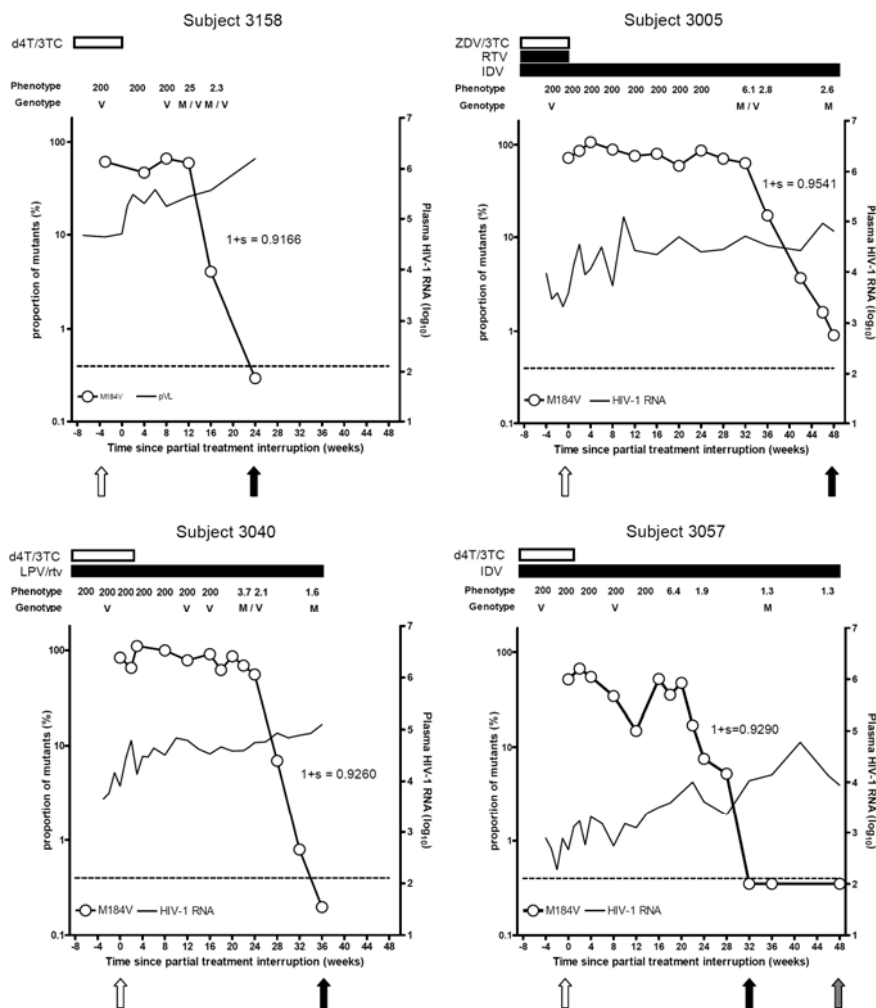 Subject 3158
d4T/3TC
Phenotype 200 200 200 25 2.3
Genotype V V M / V M / V
100
10
1
0.1
proportion of mutants (%)
7
6
5
4
3
2
1
Plasma HIV-1 RNA (log10)
1+s = 0.9166
M184V pVL
-8 -4 0 4 8 12 16 20 24 28 32 36 40 44 48
Time since partial treatment interruption (weeks)
Subject 3005
ZDV/3TC
RTV
IDV
Phenotype 200 200 200 200 200 200 200 200 6.1 2.8 2.6
Genotype V M / V M
100
10
1
0.1
proportion of mutants (%)
7
6
5
4
3
2
1
Plasma HIV-1 RNA (log10)
1+s = 0.9541
M184V HIV-1 RNA
-8 -4 0 4 8 12 16 20 24 28 32 36 40 44 48
Time since partial treatment interruption (weeks)
Subject 3040
d4T/3TC
LPV/rtv
Phenotype 200 200 200 200 200 200 200 3.7 2.1 1.6
Genotype V V V M / V M
100
10
1
0.1
proportion of mutants (%)
7
6
5
4
3
2
1
Plasma HIV-1 RNA (log10)
1+s = 0.9260
M184V HIV-1 RNA
-8 -4 0 4 8 12 16 20 24 28 32 36 40 44 48
Time since partial treatment interruption (weeks)
Subject 3057
d4T/3TC
IDV
Phenotype 200 200 200 200 200 6.4 1.9 1.3 1.3
Genotype V V M
100
10
1
0.1
proportion of mutants (%)
7
6
5
4
3
2
1
Plasma HIV-1 RNA (log10)
1+s=0.9290
M184V HIV-1 RNA
-8 -4 0 4 8 12 16 20 24 28 32 36 40 44 48
Time since partial treatment interruption (weeks)